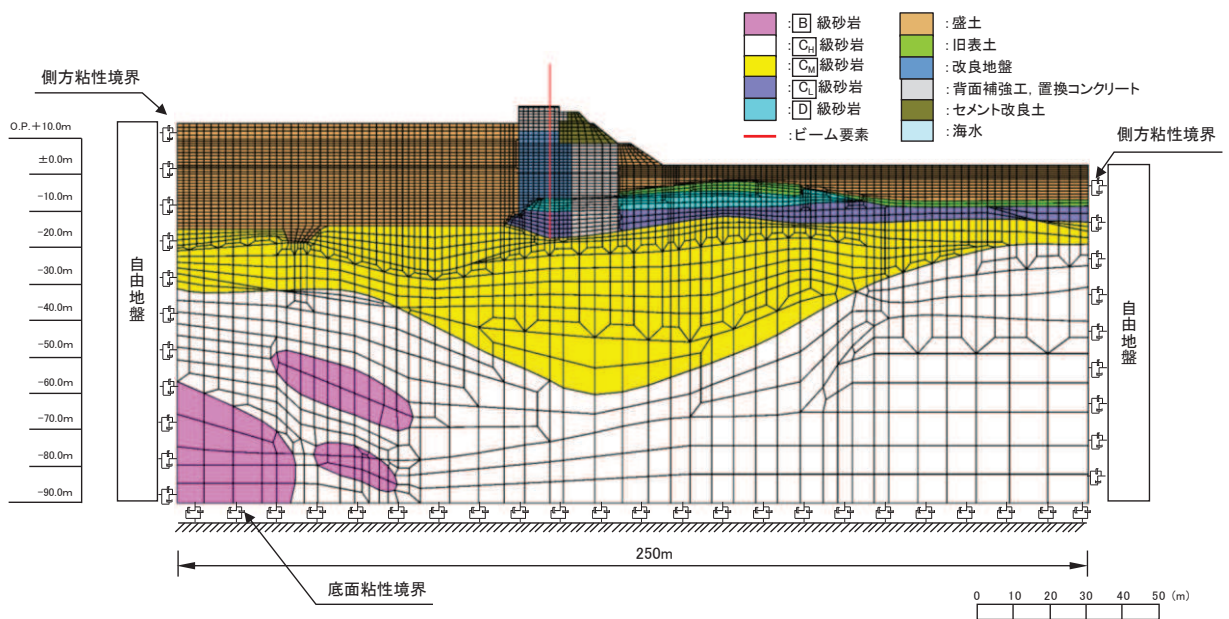 :B 級砂岩
:CH 級砂岩
:CM 級砂岩
:CL 級砂岩
:D 級砂岩
:ビーム要素
:盛土
:旧表土
:改良地盤
:背面補強工, 置換コンクリート
:セメント改良土
:海水
側方粘性境界
側方粘性境界
O.P.+10.0m
±0.0m
-10.0m
-20.0m
-30.0m
-40.0m
-50.0m
-60.0m
-70.0m
-80.0m
-90.0m
自由地盤
自由地盤
250m
底面粘性境界
0 10 20 30 40 50 (m)